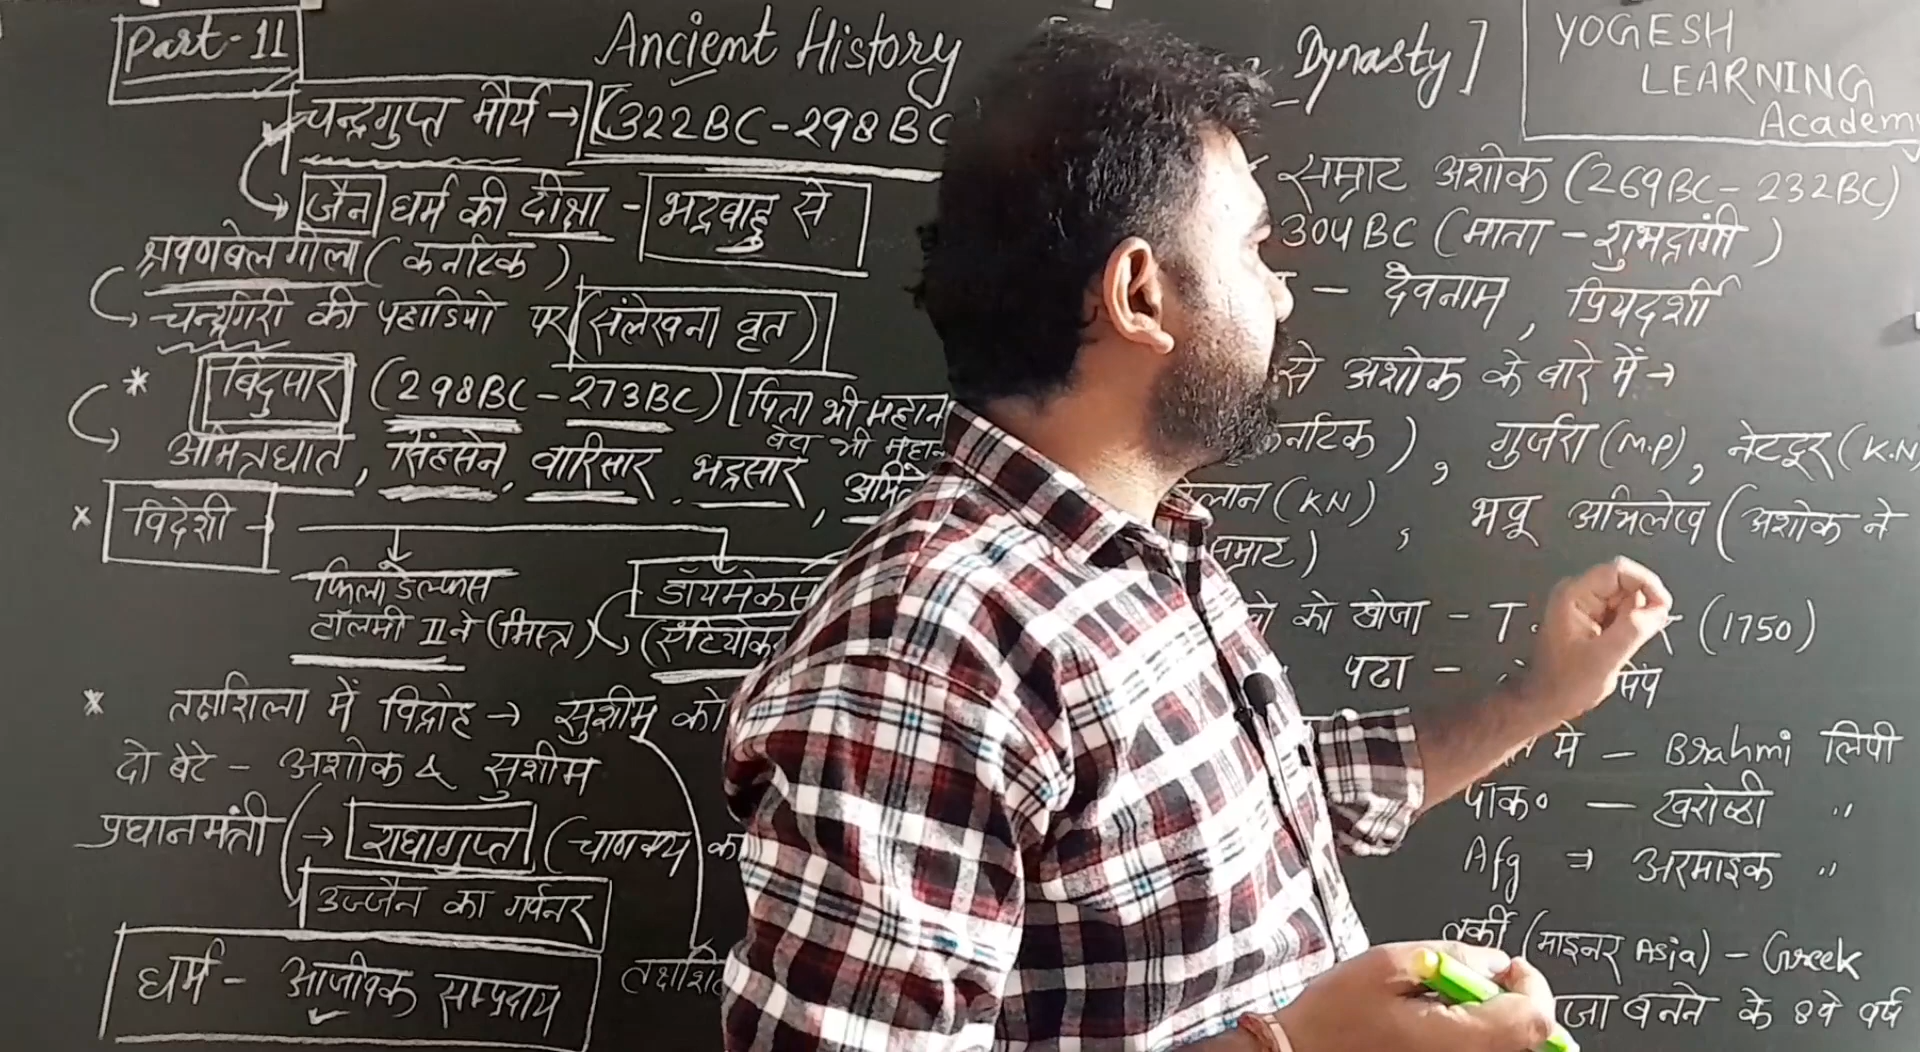 Part-11
Ancient History
Dynasty]
YOGESH
LEARNING
Academy
चन्द्रगुप्त मौर्य → [(322BC-298BC
जैन धर्म की दीक्षा - भद्रबाहु से
श्रवणबेलगोला (कर्नाटक)
चन्द्रगिरी की पहाडियो पर (संलेखना वृत)
* बिंदुसार (298BC-273BC) [पिता भी महान
बेटा भी महान
अमित्रघात, सिंहसेन, वारिसार, भद्रसार,
* विदेशी →
फिलाडेल्फस
टॉलमी II ने (मिस्त्र)
डॉयमेकस
* तक्षशिला में विद्रोह → सुशीम को
दो बेटे - अशोक & सुशीम
प्रधानमंत्री → राधागुप्त (चाणक्य का
उज्जैन का गर्वनर
धर्म - आजीवक सम्प्रदाय
सम्राट अशोक (269BC-232BC)
304BC (माता - शुभद्रांगी)
- देवनाम, प्रियदर्शी
से अशोक के बारे में →
), गुर्जरा (M.P), नेटटूर (K.N)
(KN), भब्रू अभिलेख (अशोक ने
सम्राट)
को खोजा - T. (1750)
पढा -
मे - Brahmi लिपी
पाक० — खरोष्ठी "
Afg ⇒ अरमाइक "
तर्की (माइनर Asia) - Greek
बनने के 8वे वर्ष